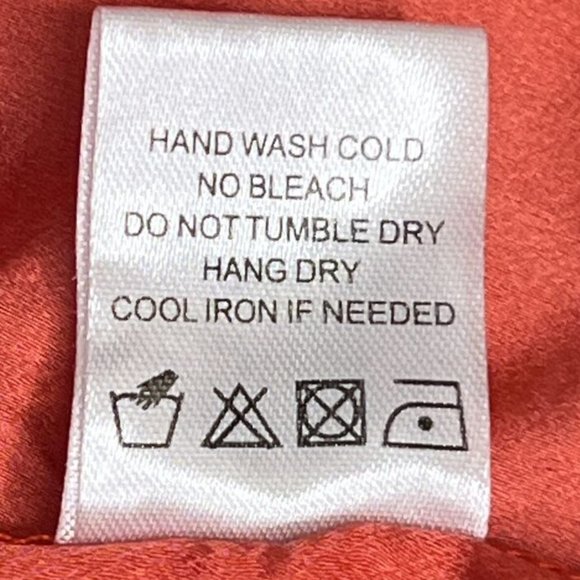 HAND WASH COLD
NO BLEACH
DO NOT TUMBLE DRY
HANG DRY
COOL IRON IF NEEDED